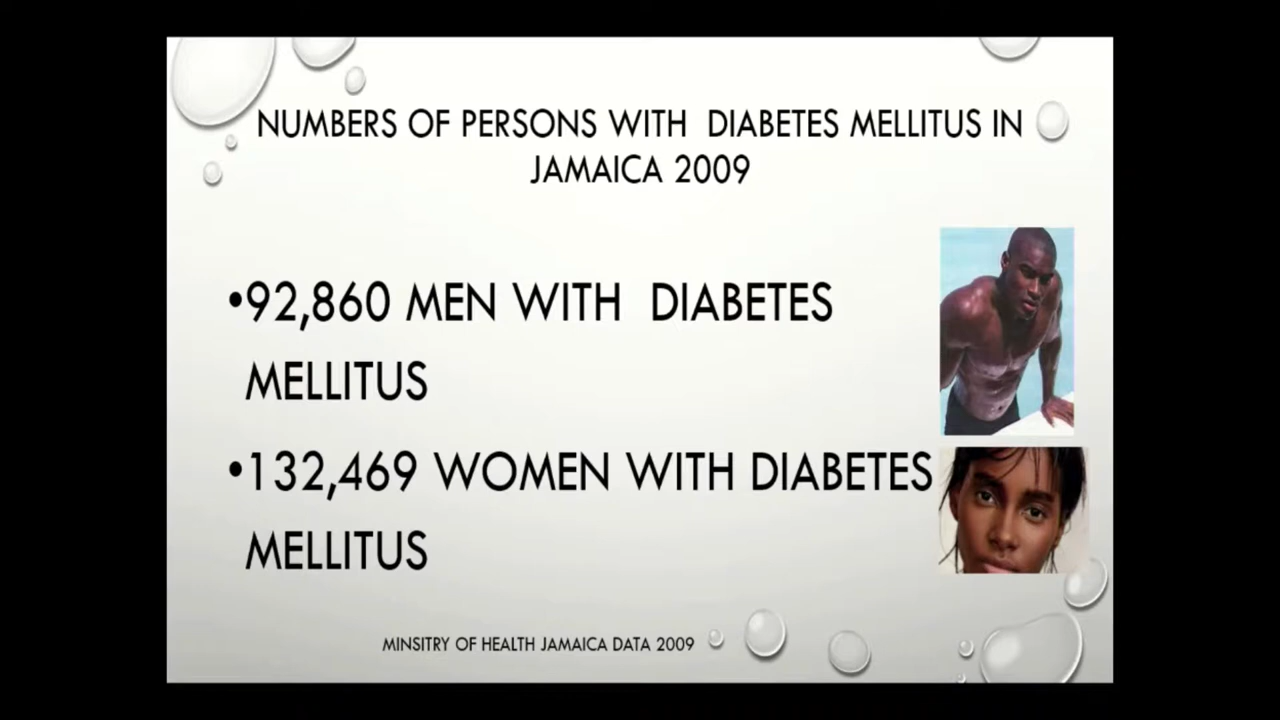 NUMBERS OF PERSONS WITH DIABETES MELLITUS IN
JAMAICA 2009
•92,860 MEN WITH DIABETES
MELLITUS
•132,469 WOMEN WITH DIABETES
MELLITUS
MINSITRY OF HEALTH JAMAICA DATA 2009